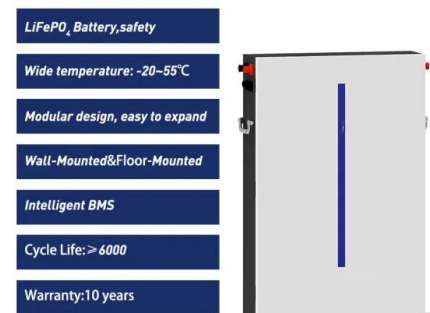 LiFePO₄ Battery,safety
Wide temperature: -20~55℃
Modular design, easy to expand
Wall-Mounted&Floor-Mounted
Intelligent BMS
Cycle Life:≥6000
Warranty:10 years